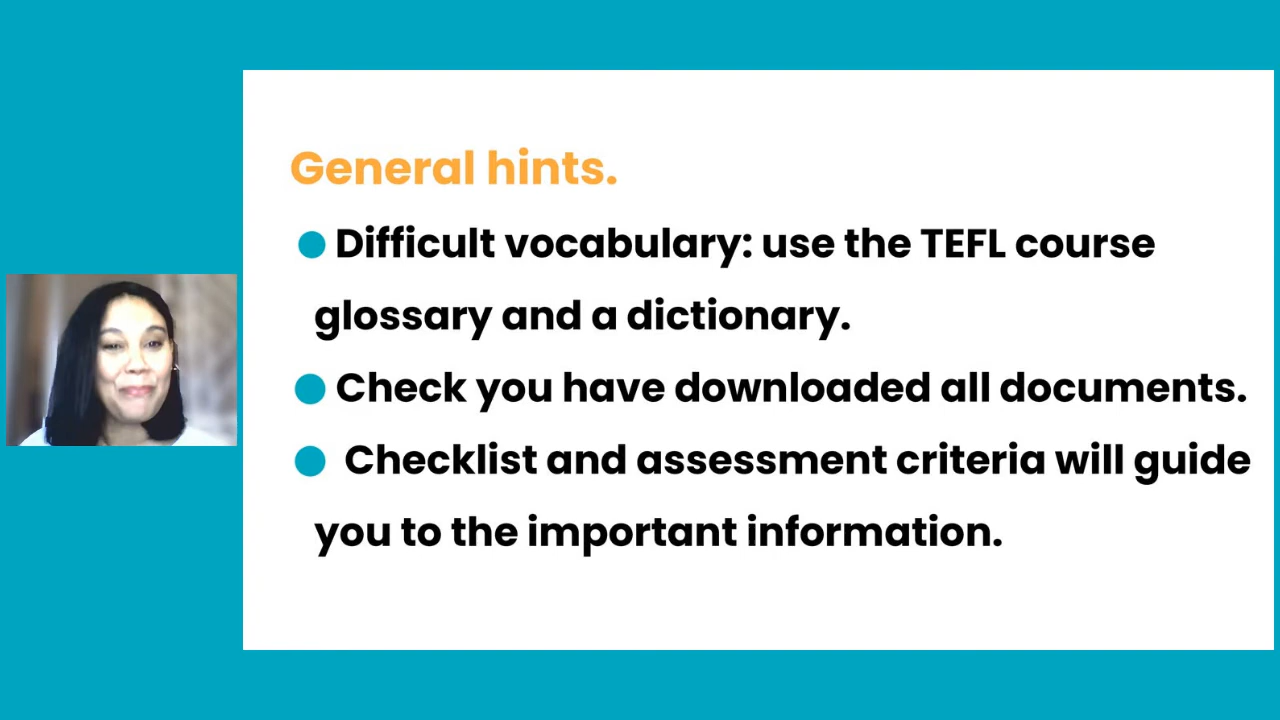 General hints.
● Difficult vocabulary: use the TEFL course
glossary and a dictionary.
● Check you have downloaded all documents.
● Checklist and assessment criteria will guide
you to the important information.